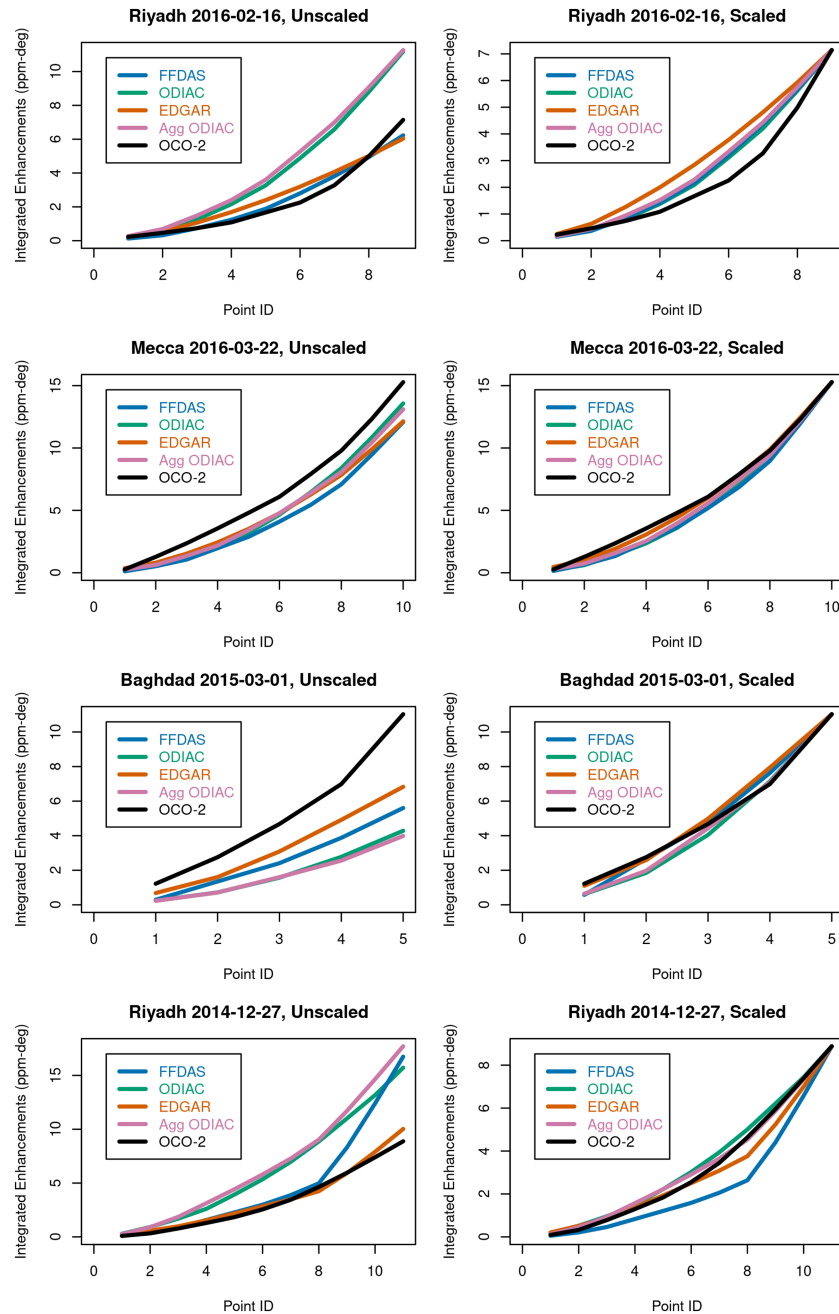 Riyadh 2016-02-16, Unscaled
Integrated Enhancements (ppm-deg)
10
8
6
4
2
0
FFDAS
ODIAC
EDGAR
Agg ODIAC
OCO-2
0 2 4 6 8
Point ID
Riyadh 2016-02-16, Scaled
Integrated Enhancements (ppm-deg)
7
6
5
4
3
2
1
0
FFDAS
ODIAC
EDGAR
Agg ODIAC
OCO-2
0 2 4 6 8
Point ID
Mecca 2016-03-22, Unscaled
Integrated Enhancements (ppm-deg)
15
10
5
0
FFDAS
ODIAC
EDGAR
Agg ODIAC
OCO-2
0 2 4 6 8 10
Point ID
Mecca 2016-03-22, Scaled
Integrated Enhancements (ppm-deg)
15
10
5
0
FFDAS
ODIAC
EDGAR
Agg ODIAC
OCO-2
0 2 4 6 8 10
Point ID
Baghdad 2015-03-01, Unscaled
Integrated Enhancements (ppm-deg)
10
8
6
4
2
0
FFDAS
ODIAC
EDGAR
Agg ODIAC
OCO-2
0 1 2 3 4 5
Point ID
Baghdad 2015-03-01, Scaled
Integrated Enhancements (ppm-deg)
10
8
6
4
2
0
FFDAS
ODIAC
EDGAR
Agg ODIAC
OCO-2
0 1 2 3 4 5
Point ID
Riyadh 2014-12-27, Unscaled
Integrated Enhancements (ppm-deg)
15
10
5
0
FFDAS
ODIAC
EDGAR
Agg ODIAC
OCO-2
0 2 4 6 8 10
Point ID
Riyadh 2014-12-27, Scaled
Integrated Enhancements (ppm-deg)
8
6
4
2
0
FFDAS
ODIAC
EDGAR
Agg ODIAC
OCO-2
0 2 4 6 8 10
Point ID